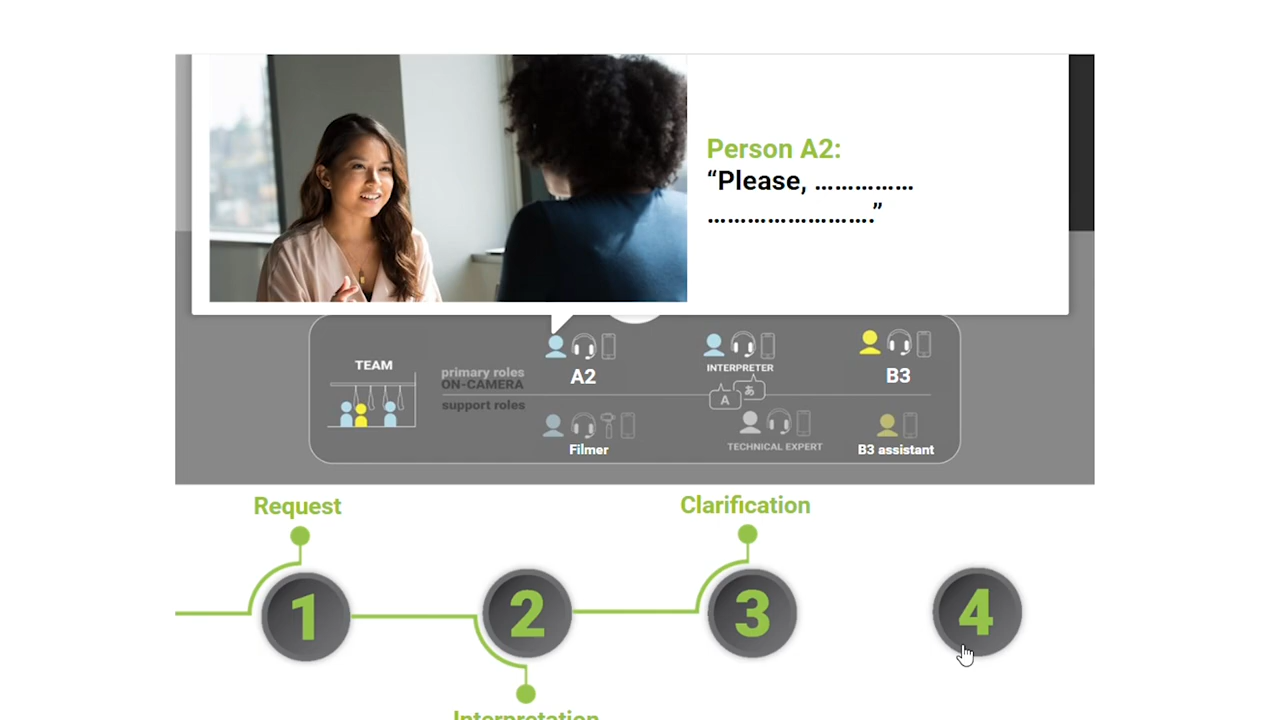 Person A2:
“Please, ……………
…………………….”
TEAM
primary roles
ON-CAMERA
support roles
A2
INTERPRETER
B3
A
あ
Filmer
TECHNICAL EXPERT
B3 assistant
Request
Clarification
1
2
3
4
Interpretation